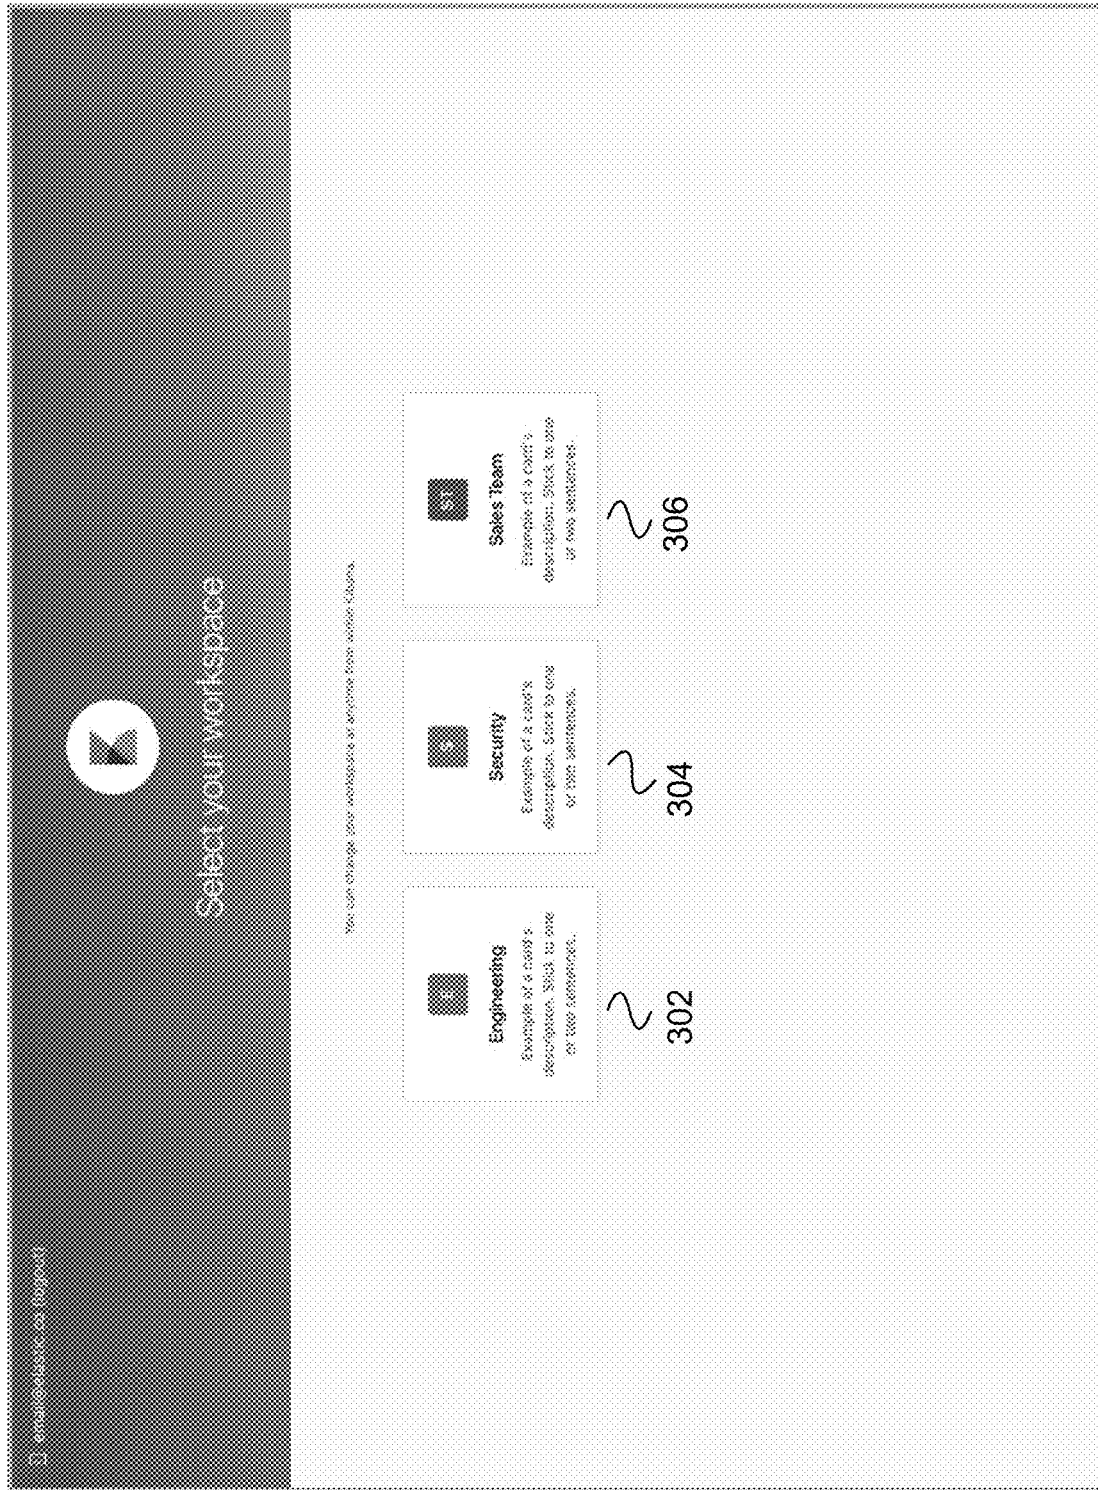 email@elastic.co (logout)
Select your workspace
You can change your workspace at anytime from within Kibana.
Engineering
Example of a card's
description. Stick to one
or two sentences.
302
Security
Example of a card's
description. Stick to one
or two sentences.
304
ST
Sales Team
Example of a card's
description. Stick to one
or two sentences.
306